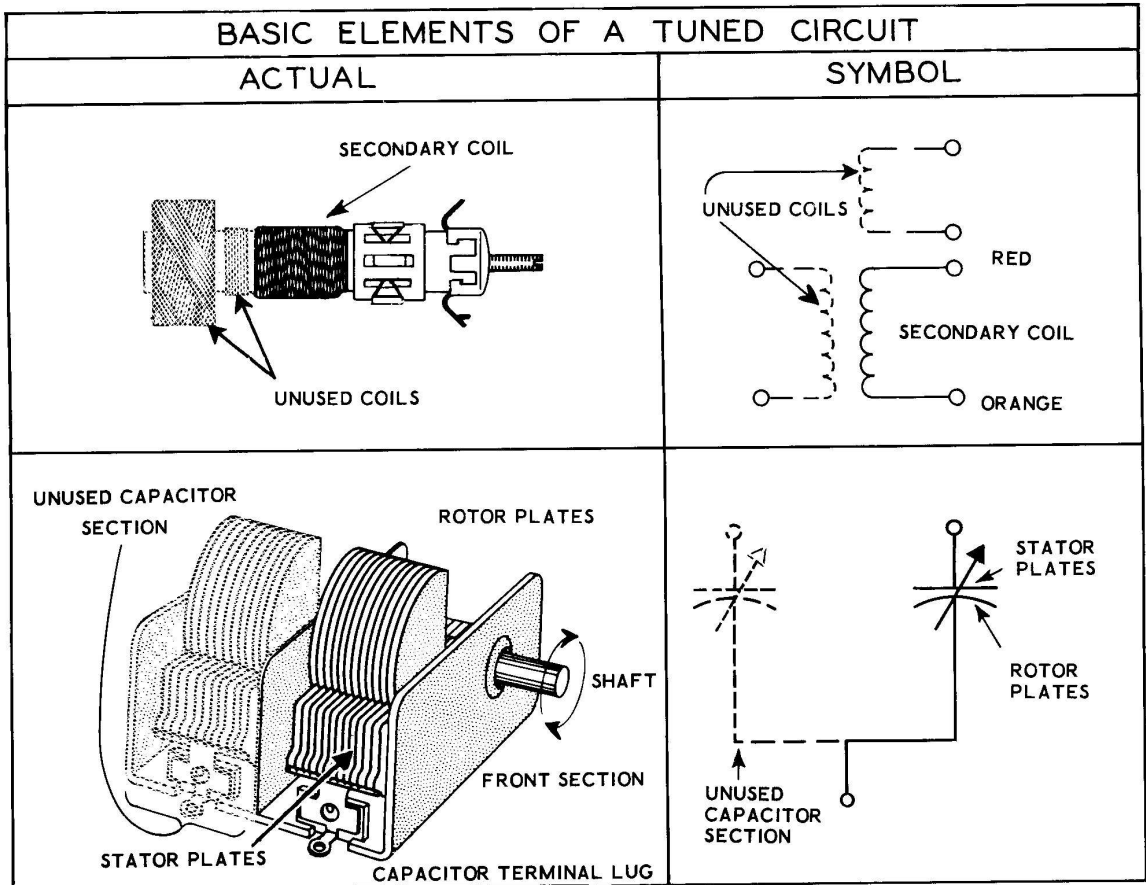 BASIC ELEMENTS OF A TUNED CIRCUIT
ACTUAL
SYMBOL
SECONDARY COIL
UNUSED COILS
UNUSED COILS
RED
SECONDARY COIL
ORANGE
UNUSED CAPACITOR
SECTION
ROTOR PLATES
SHAFT
FRONT SECTION
STATOR PLATES
CAPACITOR TERMINAL LUG
STATOR
PLATES
ROTOR
PLATES
UNUSED
CAPACITOR
SECTION